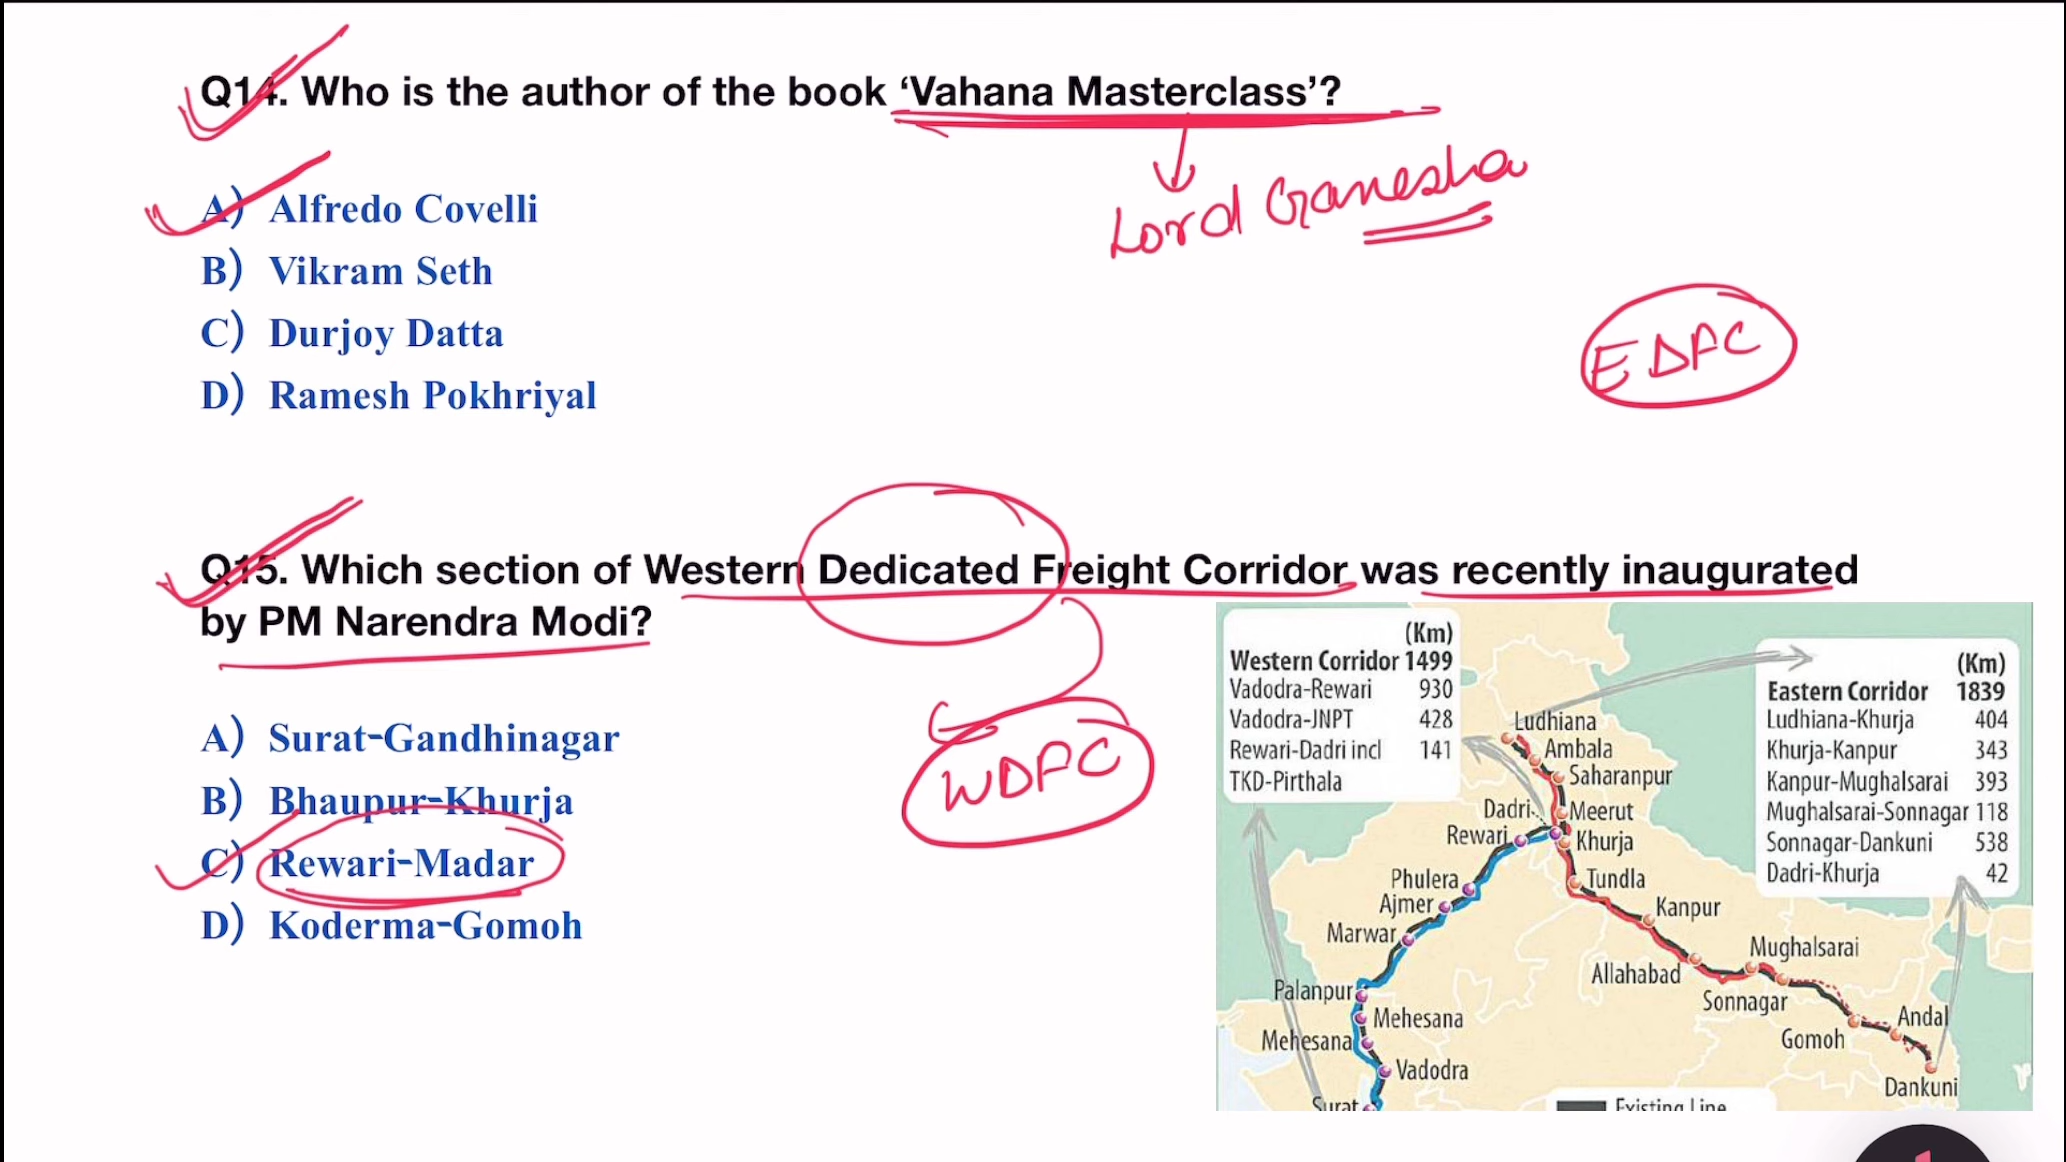 Q14. Who is the author of the book ‘Vahana Masterclass’?
Lord Ganesha
A) Alfredo Covelli
B) Vikram Seth
C) Durjoy Datta
D) Ramesh Pokhriyal
EDFC
Q15. Which section of Western Dedicated Freight Corridor was recently inaugurated
by PM Narendra Modi?
WDFC
A) Surat-Gandhinagar
B) Bhaupur-Khurja
C) Rewari-Madar
D) Koderma-Gomoh
(Km)
Western Corridor 1499
Vadodra-Rewari 930
Vadodra-JNPT 428
Rewari-Dadri incl 141
TKD-Pirthala
(Km)
Eastern Corridor 1839
Ludhiana-Khurja 404
Khurja-Kanpur 343
Kanpur-Mughalsarai 393
Mughalsarai-Sonnagar 118
Sonnagar-Dankuni 538
Dadri-Khurja 42
Ludhiana
Ambala
Saharanpur
Dadri
Meerut
Rewari
Khurja
Phulera
Tundla
Ajmer
Kanpur
Marwar
Mughalsarai
Allahabad
Palanpur
Sonnagar
Mehesana
Andal
Mehesana
Gomoh
Vadodra
Dankuni
Surat
Existing Line